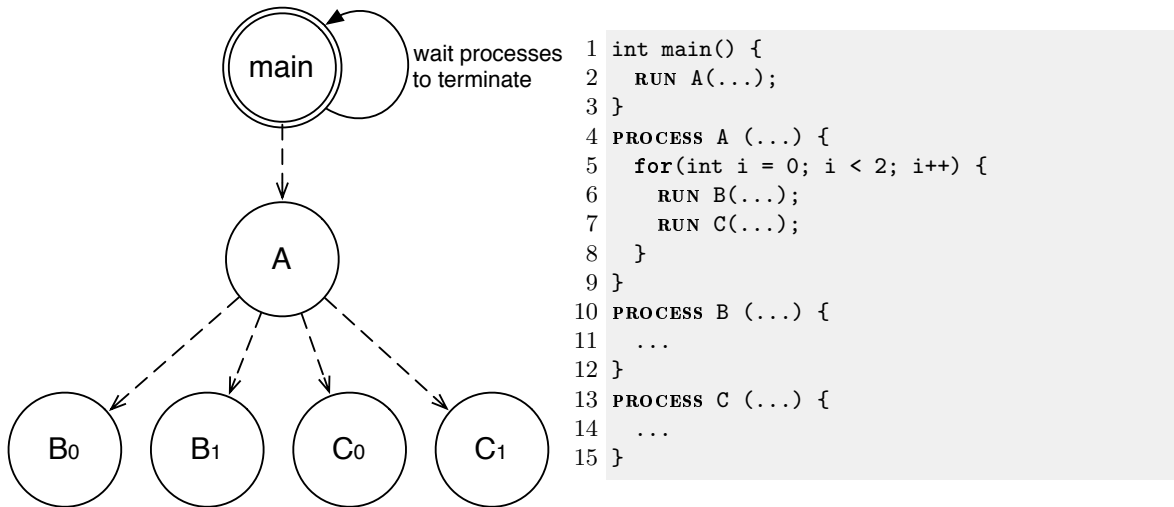 main
wait processes
to terminate
A
B0
B1
C0
C1
1 int main() {
2 RUN A(...);
3 }
4 PROCESS A (...) {
5 for(int i = 0; i < 2; i++) {
6 RUN B(...);
7 RUN C(...);
8 }
9 }
10 PROCESS B (...) {
11 ...
12 }
13 PROCESS C (...) {
14 ...
15 }